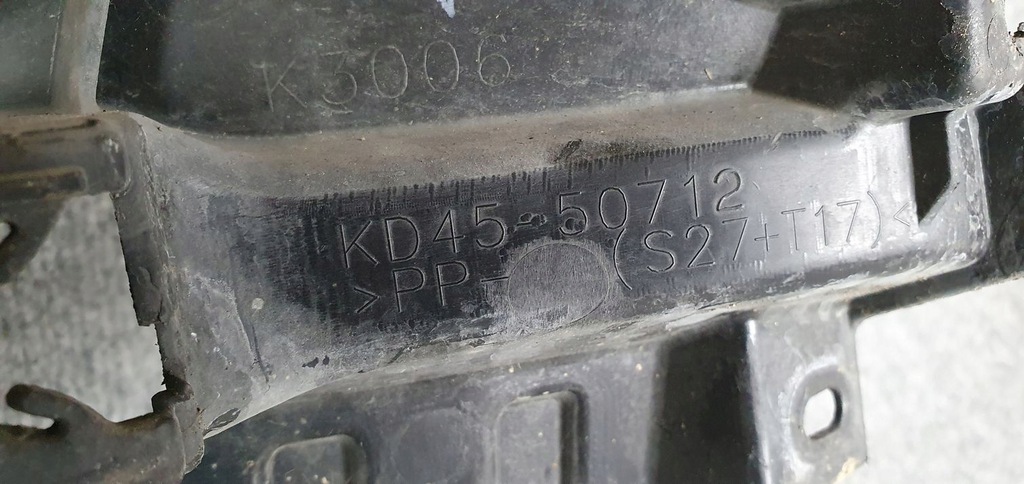 K3006
KD45-50712
>PP- (S27+T17)<